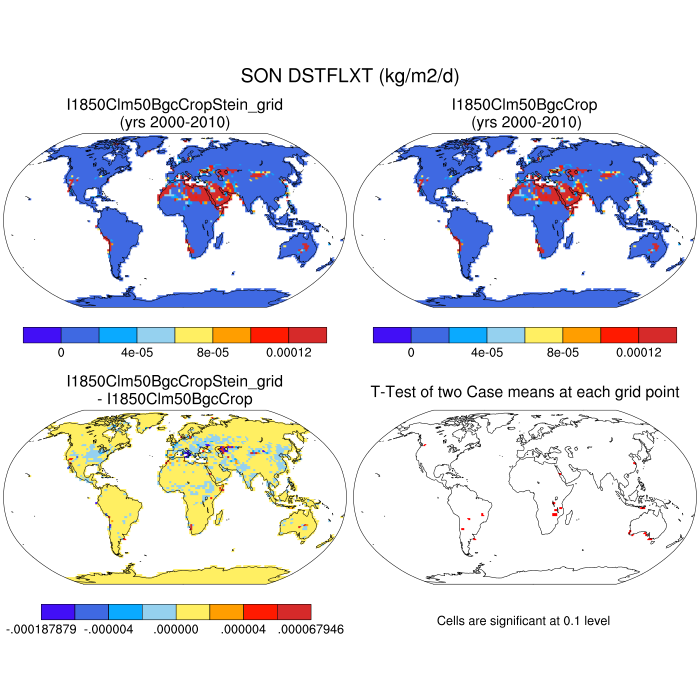 SON DSTFLXT (kg/m2/d)
I1850Clm50BgcCropStein_grid
(yrs 2000-2010)
I1850Clm50BgcCrop
(yrs 2000-2010)
0 4e-05 8e-05 0.00012
0 4e-05 8e-05 0.00012
I1850Clm50BgcCropStein_grid
- I1850Clm50BgcCrop
T-Test of two Case means at each grid point
-.000187879 -.000004 .000000 .000004 .000067946
Cells are significant at 0.1 level